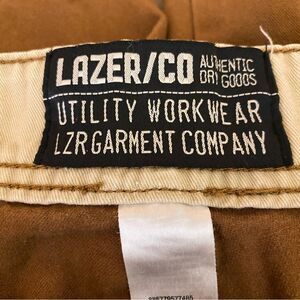 LAZER/CO AUTHENTIC
DRY GOODS
UTILITY WORKWEAR
LZR GARMENT COMPANY